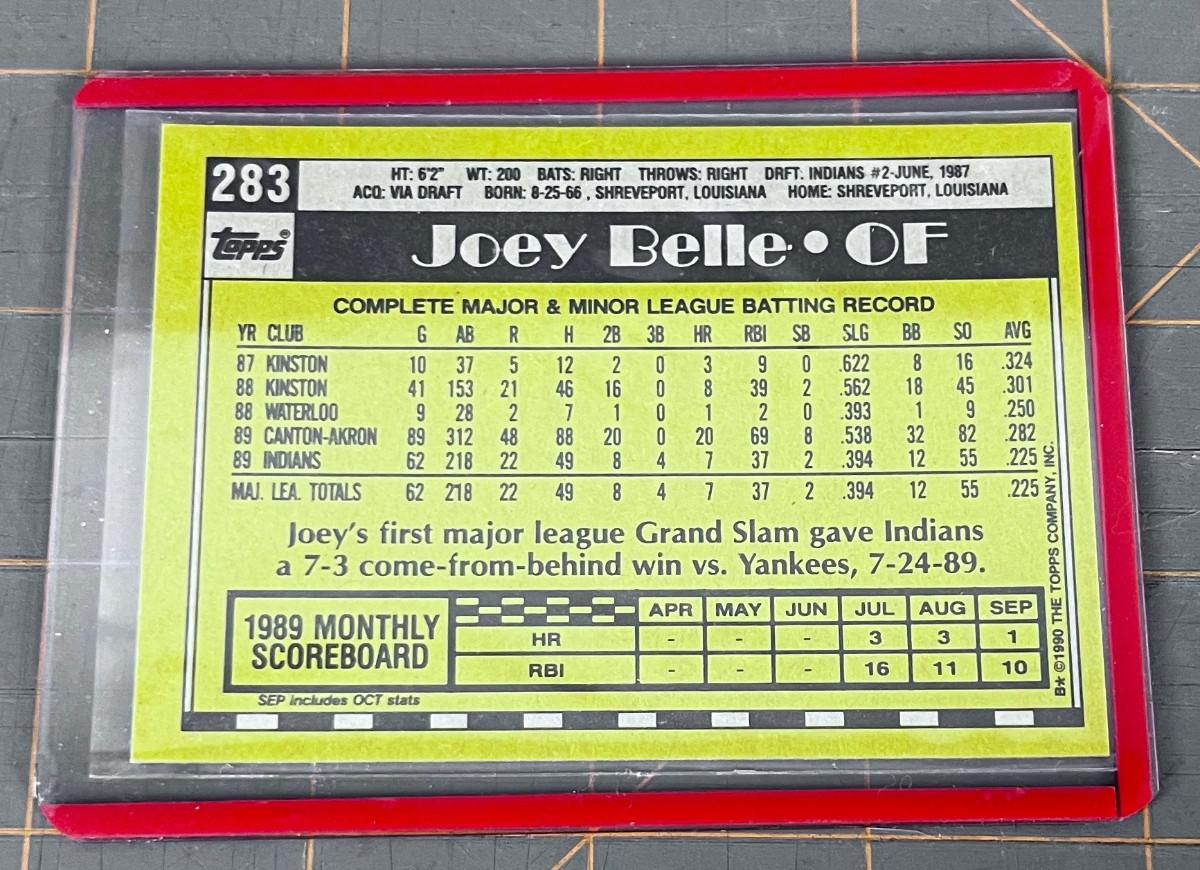 283
HT: 6'2" WT: 200 BATS: RIGHT THROWS: RIGHT DRFT: INDIANS #2-JUNE, 1987
ACQ: VIA DRAFT BORN: 8-25-66 , SHREVEPORT, LOUISIANA HOME: SHREVEPORT, LOUISIANA
topps®
Joey Belle • OF
COMPLETE MAJOR & MINOR LEAGUE BATTING RECORD
YR CLUB G AB R H 2B 3B HR RBI SB SLG BB SO AVG
87 KINSTON 10 37 5 12 2 0 3 9 0 .622 8 16 .324
88 KINSTON 41 153 21 46 16 0 8 39 2 .562 18 45 .301
88 WATERLOO 9 28 2 7 1 0 1 2 0 .393 1 9 .250
89 CANTON-AKRON 89 312 48 88 20 0 20 69 8 .538 32 82 .282
89 INDIANS 62 218 22 49 8 4 7 37 2 .394 12 55 .225
MAJ. LEA. TOTALS 62 218 22 49 8 4 7 37 2 .394 12 55 .225
Joey's first major league Grand Slam gave Indians
a 7-3 come-from-behind win vs. Yankees, 7-24-89.
1989 MONTHLY
SCOREBOARD
APR MAY JUN JUL AUG SEP
HR - - - 3 3 1
RBI - - - 16 11 10
SEP includes OCT stats
B* ©1990 THE TOPPS COMPANY, INC.